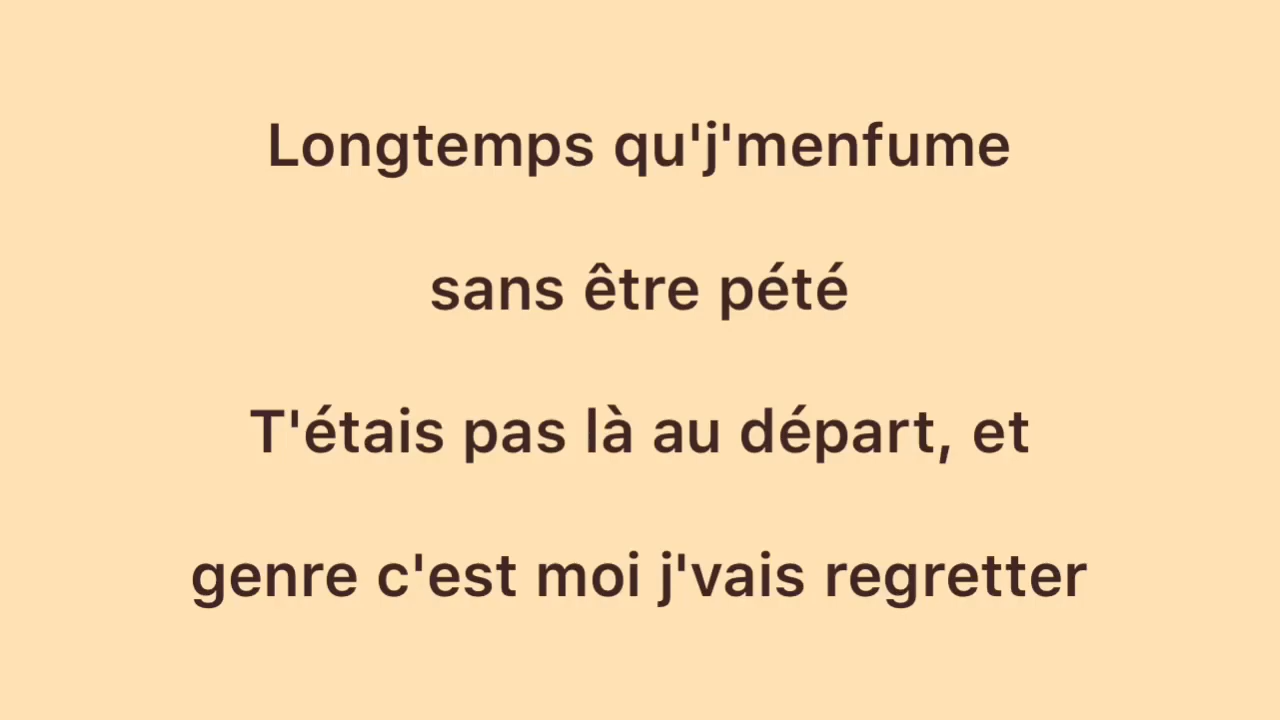 Longtemps qu'j'menfume
sans être pété
T'étais pas là au départ, et
genre c'est moi j'vais regretter